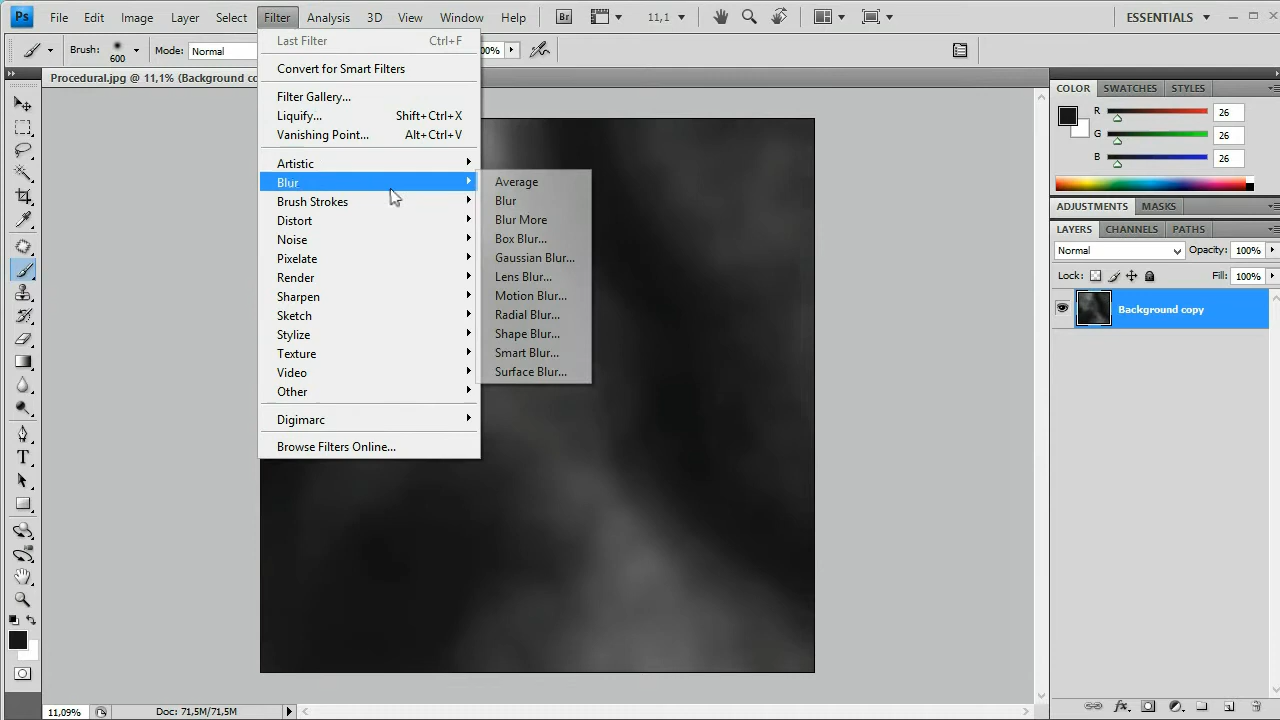 Ps File Edit Image Layer Select Filter Analysis 3D View Window Help Br 11,1 ESSENTIALS
Brush: 600 Mode: Normal 00%
Procedural.jpg @ 11,1% (Background co
Last Filter Ctrl+F
Convert for Smart Filters
Filter Gallery...
Liquify... Shift+Ctrl+X
Vanishing Point... Alt+Ctrl+V
Artistic
Blur
Brush Strokes
Distort
Noise
Pixelate
Render
Sharpen
Sketch
Stylize
Texture
Video
Other
Digimarc
Browse Filters Online...
Average
Blur
Blur More
Box Blur...
Gaussian Blur...
Lens Blur...
Motion Blur...
Radial Blur...
Shape Blur...
Smart Blur...
Surface Blur...
COLOR SWATCHES STYLES
R 26
G 26
B 26
ADJUSTMENTS MASKS
LAYERS CHANNELS PATHS
Normal Opacity: 100%
Lock: Fill: 100%
Background copy
T
fx
11,09% Doc: 71,5M/71,5M